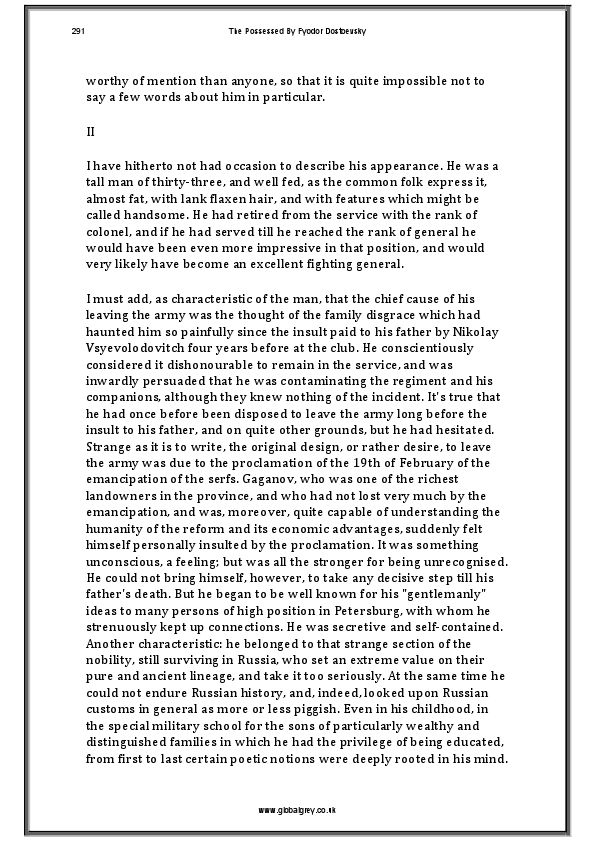 291
The Possessed By Fyodor Dostoevsky
worthy of mention than anyone, so that it is quite impossible not to
say a few words about him in particular.
II
I have hitherto not had occasion to describe his appearance. He was a
tall man of thirty-three, and well fed, as the common folk express it,
almost fat, with lank flaxen hair, and with features which might be
called handsome. He had retired from the service with the rank of
colonel, and if he had served till he reached the rank of general he
would have been even more impressive in that position, and would
very likely have become an excellent fighting general.
I must add, as characteristic of the man, that the chief cause of his
leaving the army was the thought of the family disgrace which had
haunted him so painfully since the insult paid to his father by Nikolay
Vsyevolodovitch four years before at the club. He conscientiously
considered it dishonourable to remain in the service, and was
inwardly persuaded that he was contaminating the regiment and his
companions, although they knew nothing of the incident. It's true that
he had once before been disposed to leave the army long before the
insult to his father, and on quite other grounds, but he had hesitated.
Strange as it is to write, the original design, or rather desire, to leave
the army was due to the proclamation of the 19th of February of the
emancipation of the serfs. Gaganov, who was one of the richest
landowners in the province, and who had not lost very much by the
emancipation, and was, moreover, quite capable of understanding the
humanity of the reform and its economic advantages, suddenly felt
himself personally insulted by the proclamation. It was something
unconscious, a feeling; but was all the stronger for being unrecognised.
He could not bring himself, however, to take any decisive step till his
father's death. But he began to be well known for his "gentlemanly"
ideas to many persons of high position in Petersburg, with whom he
strenuously kept up connections. He was secretive and self-contained.
Another characteristic: he belonged to that strange section of the
nobility, still surviving in Russia, who set an extreme value on their
pure and ancient lineage, and take it too seriously. At the same time he
could not endure Russian history, and, indeed, looked upon Russian
customs in general as more or less piggish. Even in his childhood, in
the special military school for the sons of particularly wealthy and
distinguished families in which he had the privilege of being educated,
from first to last certain poetic notions were deeply rooted in his mind.
www.globalgrey.co.uk